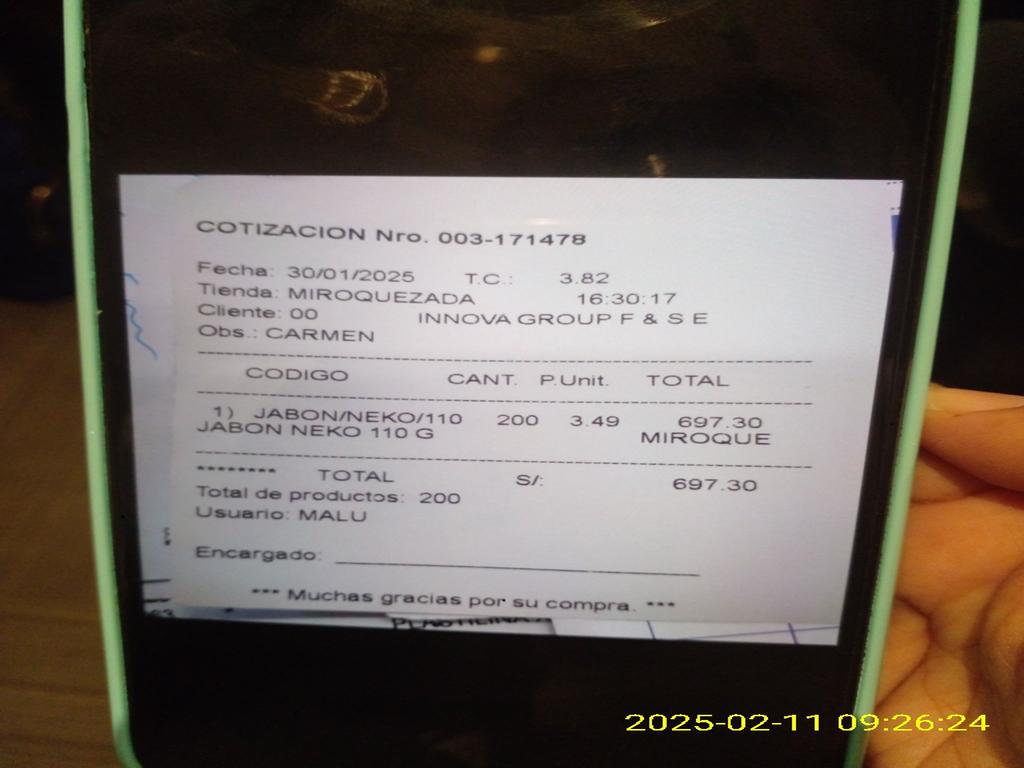 COTIZACION Nro. 003-171478
Fecha: 30/01/2025 T.C.: 3.82
Tienda: MIROQUEZADA 16:30:17
Cliente: 00 INNOVA GROUP F & S E
Obs.: CARMEN
CODIGO CANT. P.Unit. TOTAL
1) JABON/NEKO/110 200 3.49 697.30
JABON NEKO 110 G MIROQUE
******** TOTAL S/: 697.30
Total de productos: 200
Usuario: MALU
Encargado:
*** Muchas gracias por su compra. ***
2025-02-11 09:26:24